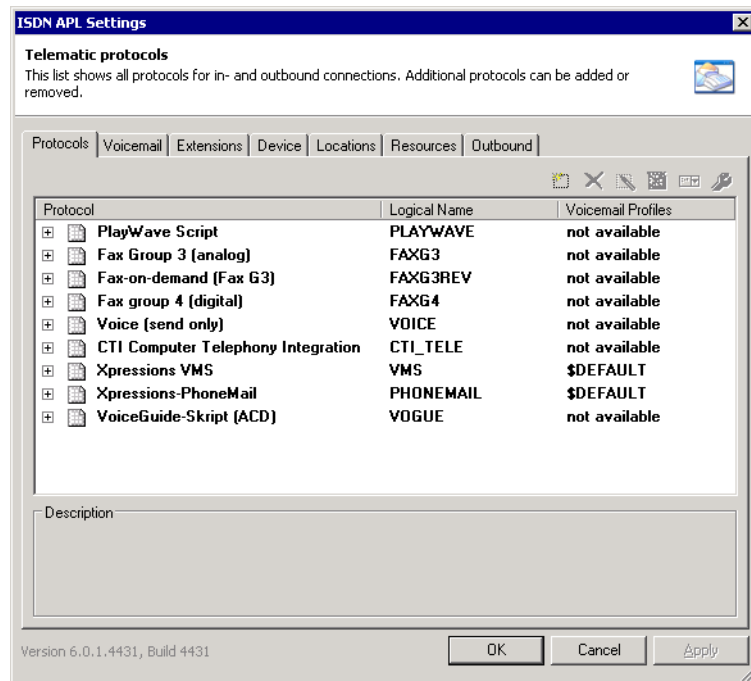 ISDN APL Settings
Telematic protocols
This list shows all protocols for in- and outbound connections. Additional protocols can be added or
removed.
Protocols Voicemail Extensions Device Locations Resources Outbound
Protocol Logical Name Voicemail Profiles
PlayWave Script PLAYWAVE not available
Fax Group 3 (analog) FAXG3 not available
Fax-on-demand (Fax G3) FAXG3REV not available
Fax group 4 (digital) FAXG4 not available
Voice (send only) VOICE not available
CTI Computer Telephony Integration CTI_TELE not available
Xpressions VMS VMS $DEFAULT
Xpressions-PhoneMail PHONEMAIL $DEFAULT
VoiceGuide-Skript (ACD) VOGUE not available
Description
Version 6.0.1.4431, Build 4431 OK Cancel Apply